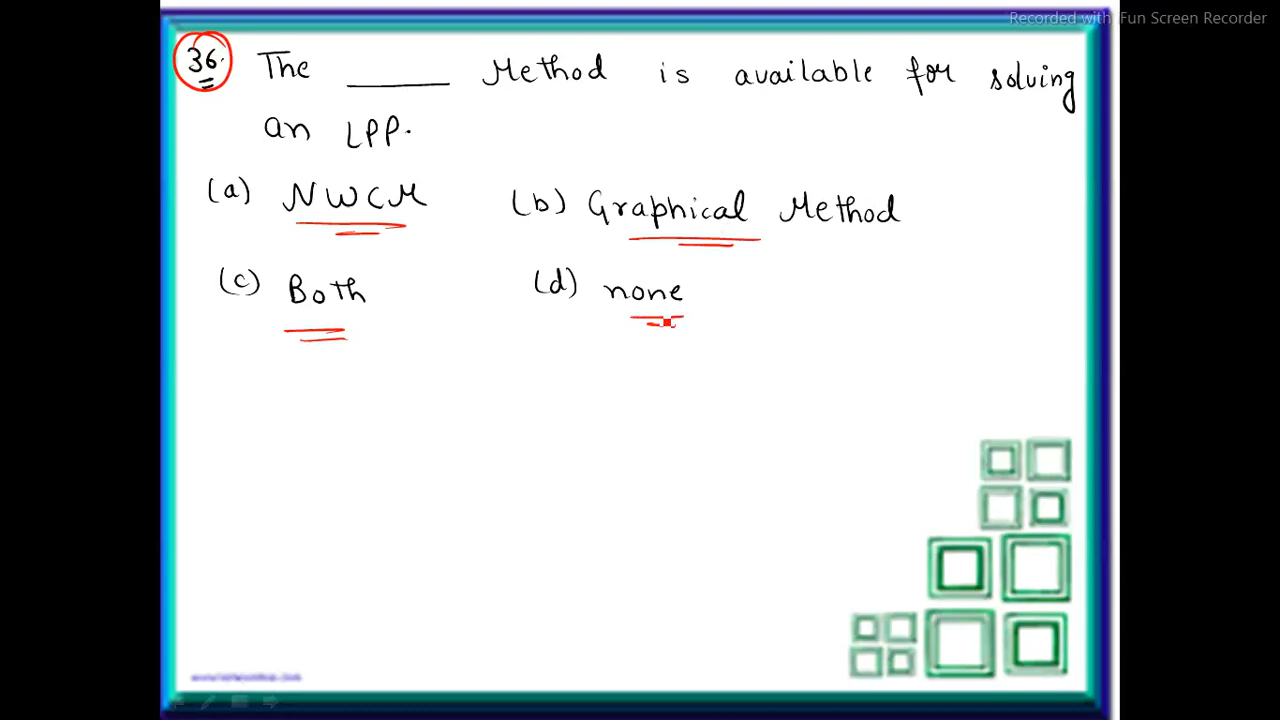 Recorded with Fun Screen Recorder
36. The ______ Method is available for solving
an LPP.
(a) NWCM (b) Graphical Method
(c) Both (d) none